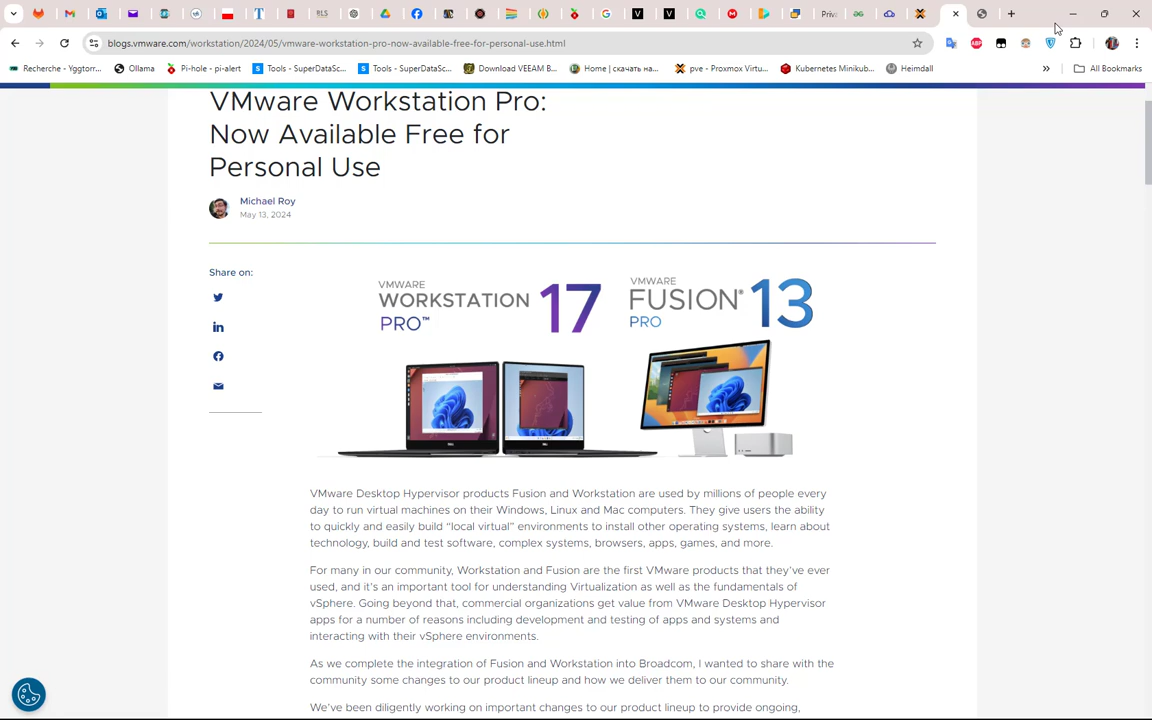 BLS
Priva
blogs.vmware.com/workstation/2024/05/vmware-workstation-pro-now-available-free-for-personal-use.html
Recherche - Yggtorr...
Ollama
Pi-hole - pi-alert
Tools - SuperDataSc...
Tools - SuperDataSc...
Download VEEAM B...
Home | скачать на...
pve - Proxmox Virtu...
Kubernetes Minikub...
Heimdall
All Bookmarks
VMware Workstation Pro:
Now Available Free for
Personal Use
Michael Roy
May 13, 2024
Share on:
VMWARE
WORKSTATION 17
PRO™
VMWARE
FUSION® 13
PRO
VMware Desktop Hypervisor products Fusion and Workstation are used by millions of people every
day to run virtual machines on their Windows, Linux and Mac computers. They give users the ability
to quickly and easily build “local virtual” environments to install other operating systems, learn about
technology, build and test software, complex systems, browsers, apps, games, and more.
For many in our community, Workstation and Fusion are the first VMware products that they’ve ever
used, and it’s an important tool for understanding Virtualization as well as the fundamentals of
vSphere. Going beyond that, commercial organizations get value from VMware Desktop Hypervisor
apps for a number of reasons including development and testing of apps and systems and
interacting with their vSphere environments.
As we complete the integration of Fusion and Workstation into Broadcom, I wanted to share with the
community some changes to our product lineup and how we deliver them to our community.
We’ve been diligently working on important changes to our product lineup to provide ongoing,